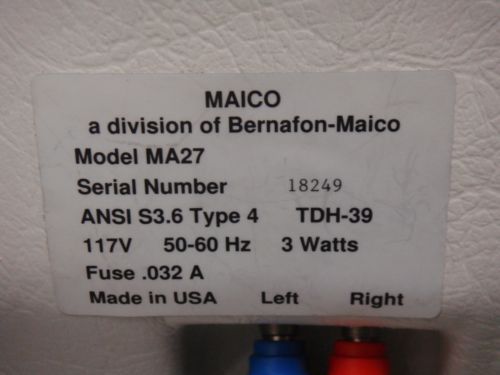 MAICO
a division of Bernafon-Maico
Model MA27
Serial Number 18249
ANSI S3.6 Type 4 TDH-39
117V 50-60 Hz 3 Watts
Fuse .032 A
Made in USA Left Right